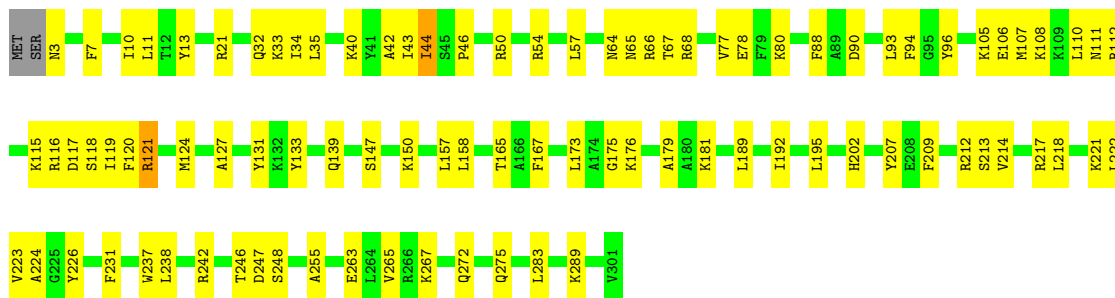 MET SER N3 F7 I10 L11 T12 Y13 R21 Q32 K33 I34 L35 K40 Y41 A42 I43 I44 S45 P46 R50 R54 L57 N64 N65 R66 T67 R68 V77 E78 F79 K80 F88 A89 D90 L93 F94 G95 Y96 K105 E106 M107 K108 K109 L110 N111
K115 R116 D117 S118 I119 F120 R121 M124 A127 Y131 K132 Y133 Q139 S147 K150 L157 L158 T165 A166 F167 L173 A174 G175 K176 A179 A180 K181 L189 I192 L195 H202 Y207 E208 F209 R212 S213 V214 R217 L218 K221
V223 A224 G225 Y226 F231 W237 L238 R242 T246 D247 S248 A255 E263 L264 V265 R266 K267 Q272 Q275 L283 K289 V301